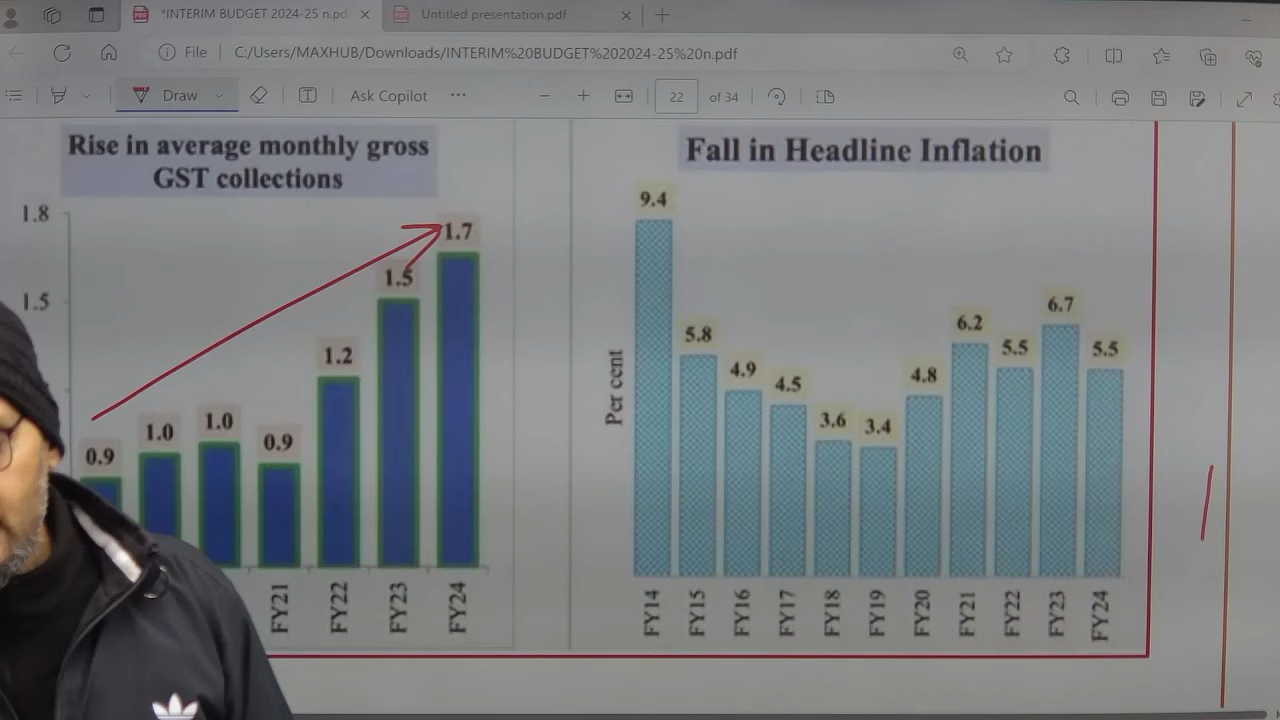 *INTERIM BUDGET 2024-25 n.pd
Untitled presentation.pdf
File
C:/Users/MAXHUB/Downloads/INTERIM%20BUDGET%202024-25%20n.pdf
Draw
Ask Copilot
22
of 34
Rise in average monthly gross
GST collections
1.8
1.5
0.9
1.0
1.0
0.9
1.2
1.5
1.7
FY21
FY22
FY23
FY24
Fall in Headline Inflation
Per cent
9.4
5.8
4.9
4.5
3.6
3.4
4.8
6.2
5.5
6.7
5.5
FY14
FY15
FY16
FY17
FY18
FY19
FY20
FY21
FY22
FY23
FY24